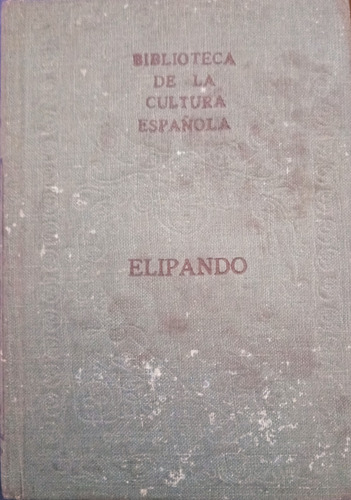 BIBLIOTECA
DE LA
CULTURA
ESPAÑOLA
ELIPANDO